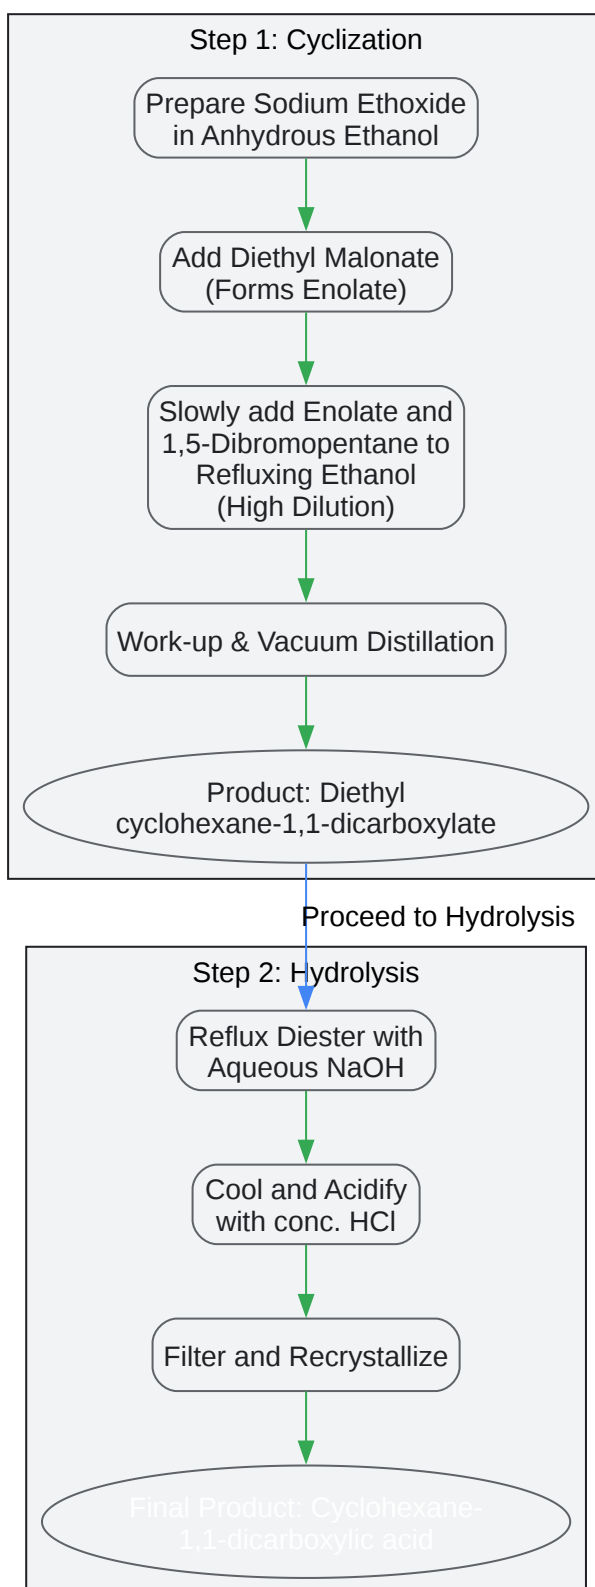 Step 1: Cyclization
Prepare Sodium Ethoxide
in Anhydrous Ethanol
Add Diethyl Malonate
(Forms Enolate)
Slowly add Enolate and
1,5-Dibromopentane to
Refluxing Ethanol
(High Dilution)
Work-up & Vacuum Distillation
Product: Diethyl
cyclohexane-1,1-dicarboxylate
Proceed to Hydrolysis
Step 2: Hydrolysis
Reflux Diester with
Aqueous NaOH
Cool and Acidify
with conc. HCl
Filter and Recrystallize
Final Product: Cyclohexane-
1,1-dicarboxylic acid